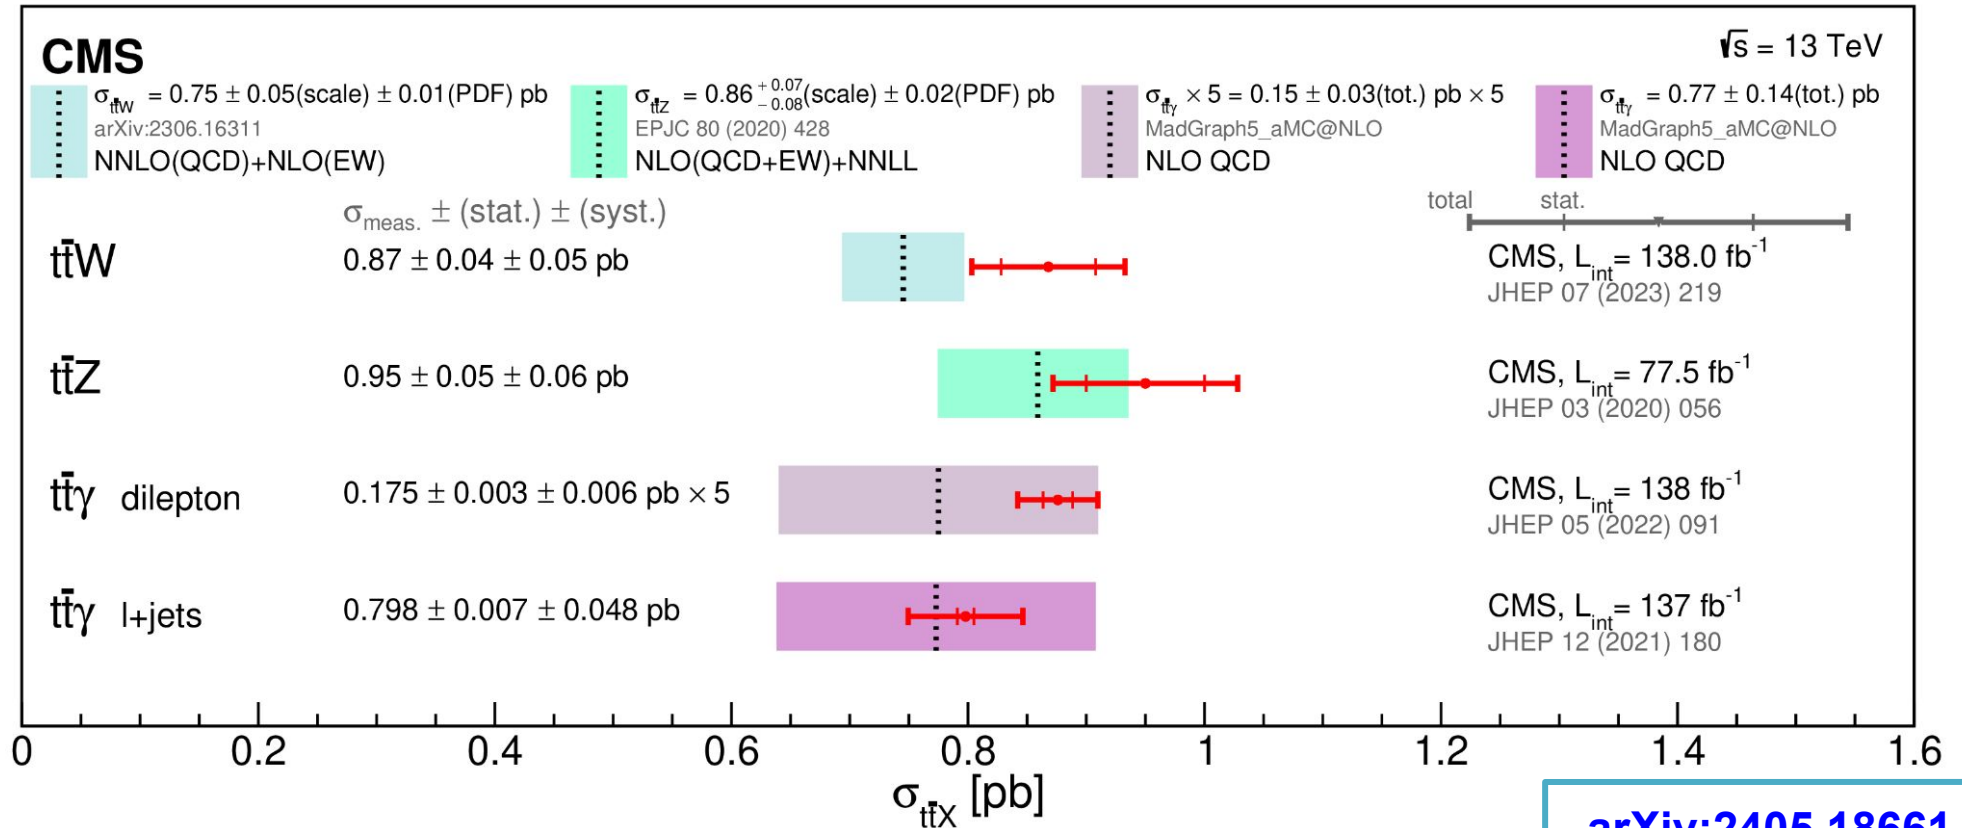 CMS
√s = 13 TeV
σ_tt̄W = 0.75 ± 0.05(scale) ± 0.01(PDF) pb
arXiv:2306.16311
NNLO(QCD)+NLO(EW)
σ_tt̄Z = 0.86 +0.07 −0.08(scale) ± 0.02(PDF) pb
EPJC 80 (2020) 428
NLO(QCD+EW)+NNLL
σ_tt̄γ × 5 = 0.15 ± 0.03(tot.) pb × 5
MadGraph5_aMC@NLO
NLO QCD
σ_tt̄γ = 0.77 ± 0.14(tot.) pb
MadGraph5_aMC@NLO
NLO QCD
σmeas. ± (stat.) ± (syst.)
total stat.
tt̄W 0.87 ± 0.04 ± 0.05 pb CMS, Lint= 138.0 fb-1
JHEP 07 (2023) 219
tt̄Z 0.95 ± 0.05 ± 0.06 pb CMS, Lint= 77.5 fb-1
JHEP 03 (2020) 056
tt̄γ dilepton 0.175 ± 0.003 ± 0.006 pb × 5 CMS, Lint= 138 fb-1
JHEP 05 (2022) 091
tt̄γ l+jets 0.798 ± 0.007 ± 0.048 pb CMS, Lint= 137 fb-1
JHEP 12 (2021) 180
0 0.2 0.4 0.6 0.8 1 1.2 1.4 1.6
σ_tt̄X [pb]
arXiv:2405.18661